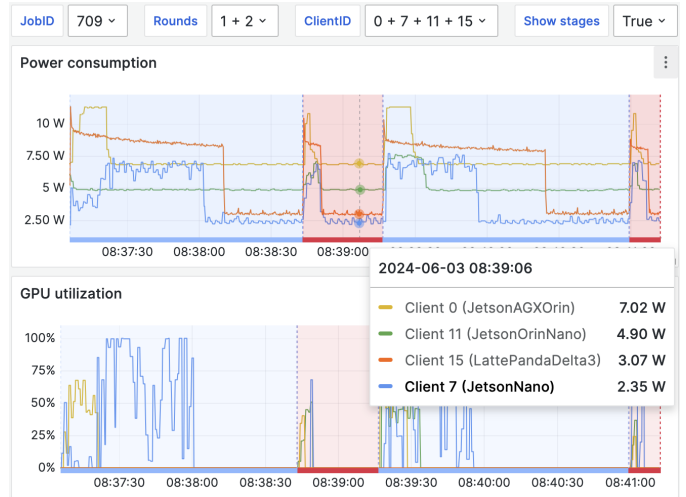 JobID 709 Rounds 1 + 2 ClientID 0 + 7 + 11 + 15 Show stages True
Power consumption
10 W
7.50 W
5 W
2.50 W
08:37:30 08:38:00 08:38:30 08:39:00
2024-06-03 08:39:06
Client 0 (JetsonAGXOrin) 7.02 W
Client 11 (JetsonOrinNano) 4.90 W
Client 15 (LattePandaDelta3) 3.07 W
Client 7 (JetsonNano) 2.35 W
GPU utilization
100%
75%
50%
25%
0%
08:37:30 08:38:00 08:38:30 08:39:00 08:39:30 08:40:00 08:40:30 08:41:00